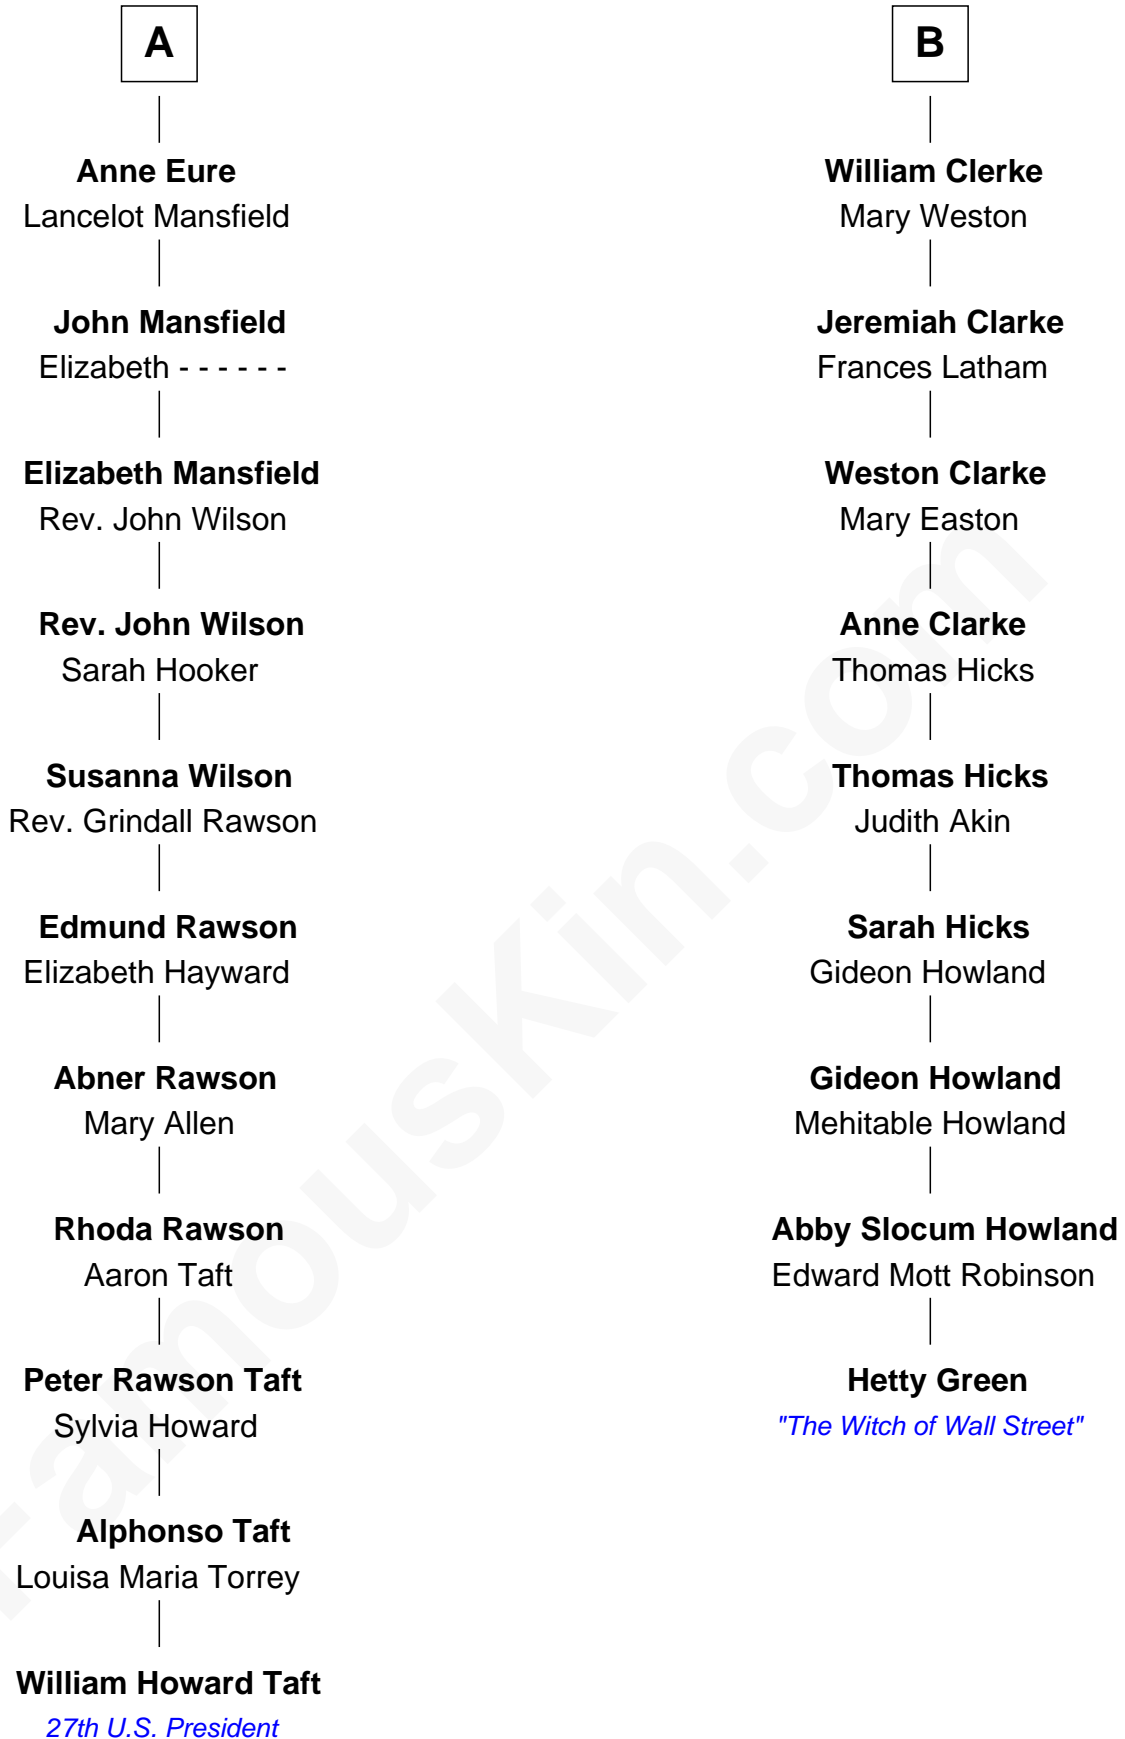 A
Anne Eure
Lancelot Mansfield
John Mansfield
Elizabeth - - - - - -
Elizabeth Mansfield
Rev. John Wilson
Rev. John Wilson
Sarah Hooker
Susanna Wilson
Rev. Grindall Rawson
Edmund Rawson
Elizabeth Hayward
Abner Rawson
Mary Allen
Rhoda Rawson
Aaron Taft
Peter Rawson Taft
Sylvia Howard
Alphonso Taft
Louisa Maria Torrey
William Howard Taft
27th U.S. President
B
William Clerke
Mary Weston
Jeremiah Clarke
Frances Latham
Weston Clarke
Mary Easton
Anne Clarke
Thomas Hicks
Thomas Hicks
Judith Akin
Sarah Hicks
Gideon Howland
Gideon Howland
Mehitable Howland
Abby Slocum Howland
Edward Mott Robinson
Hetty Green
"The Witch of Wall Street"
FamousKin.com